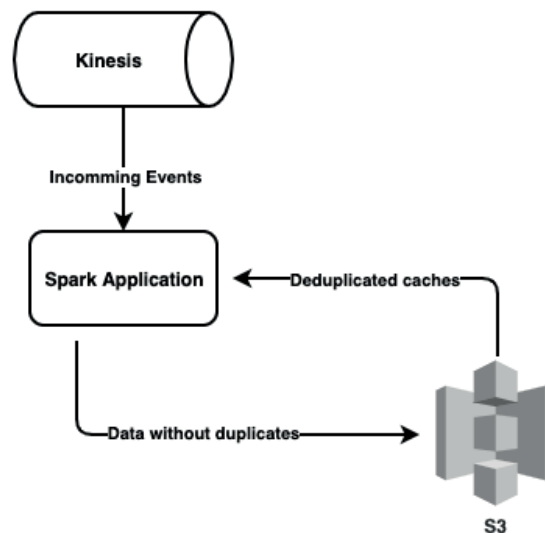 Kinesis
Incomming Events
Spark Application
Deduplicated caches
Data without duplicates
S3